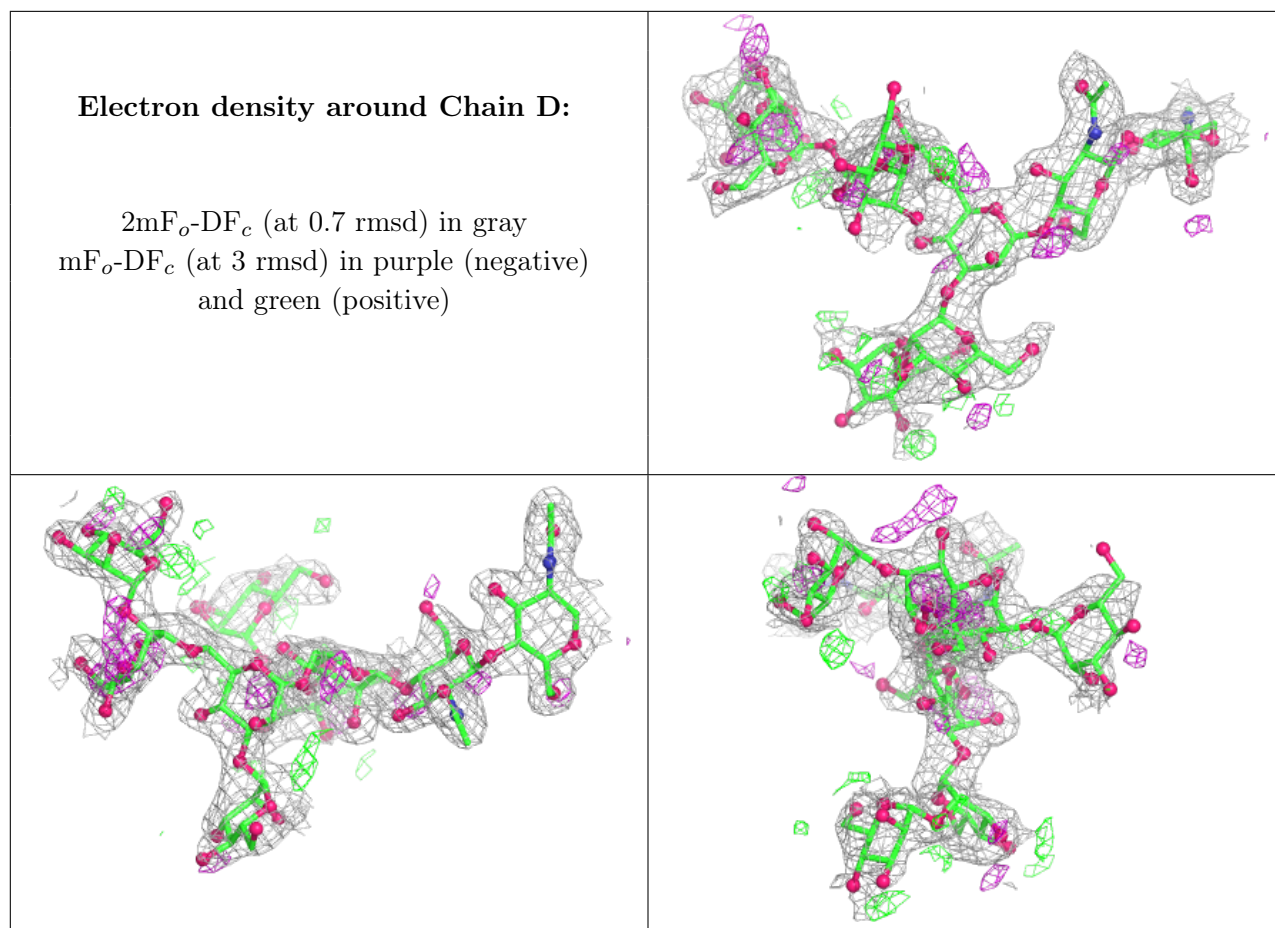 Electron density around Chain D:
2mFo-DFc (at 0.7 rmsd) in gray
mFo-DFc (at 3 rmsd) in purple (negative)
and green (positive)